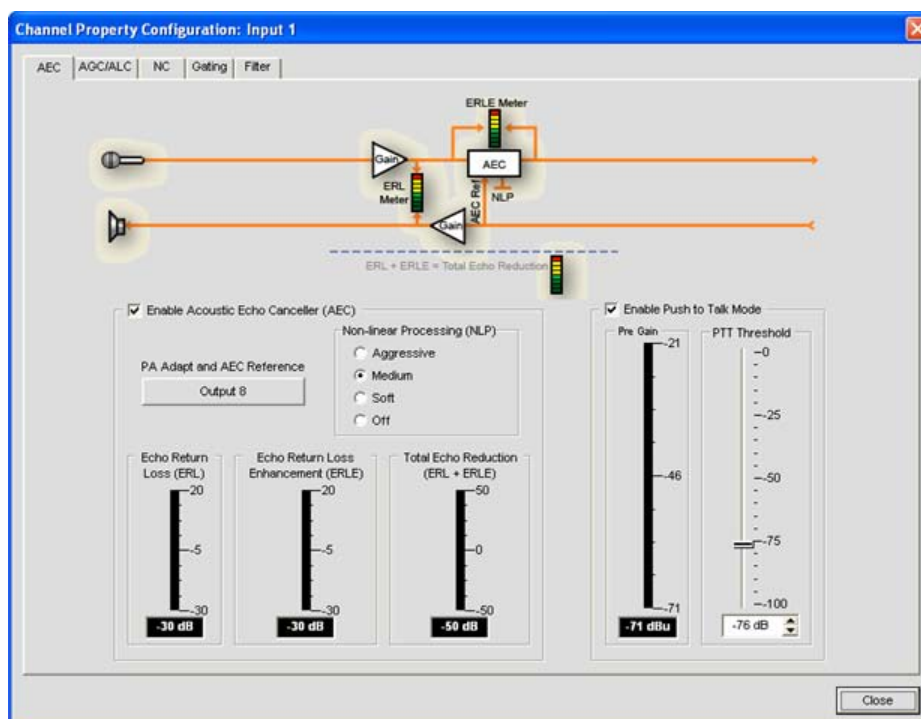 Channel Property Configuration: Input 1
AEC AGC/ALC NC Gating Filter
ERLE Meter
Gain
AEC
ERL
Meter
AEC Ref
NLP
Gain
ERL + ERLE = Total Echo Reduction
Enable Acoustic Echo Canceller (AEC)
PA Adapt and AEC Reference
Output 8
Non-linear Processing (NLP)
Aggressive
Medium
Soft
Off
Echo Return
Loss (ERL)
20
-5
-30
-30 dB
Echo Return Loss
Enhancement (ERLE)
20
-5
-30
-30 dB
Total Echo Reduction
(ERL + ERLE)
50
0
-50
-50 dB
Enable Push to Talk Mode
Pre Gain
-21
-46
-71
-71 dBu
PTT Threshold
-0
-25
-50
-75
-100
-76 dB
Close